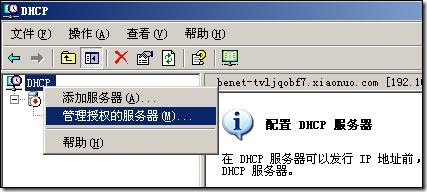 DHCP
文件(F) 操作(A) 查看(V) 帮助(H)
DHCP
benet-tvljqobf7.xiaonuo.com [192.1
添加服务器(A)...
管理授权的服务器(M)...
帮助(H)
配置 DHCP 服务器
在 DHCP 服务器可以发行 IP 地址前,
DHCP 服务器。